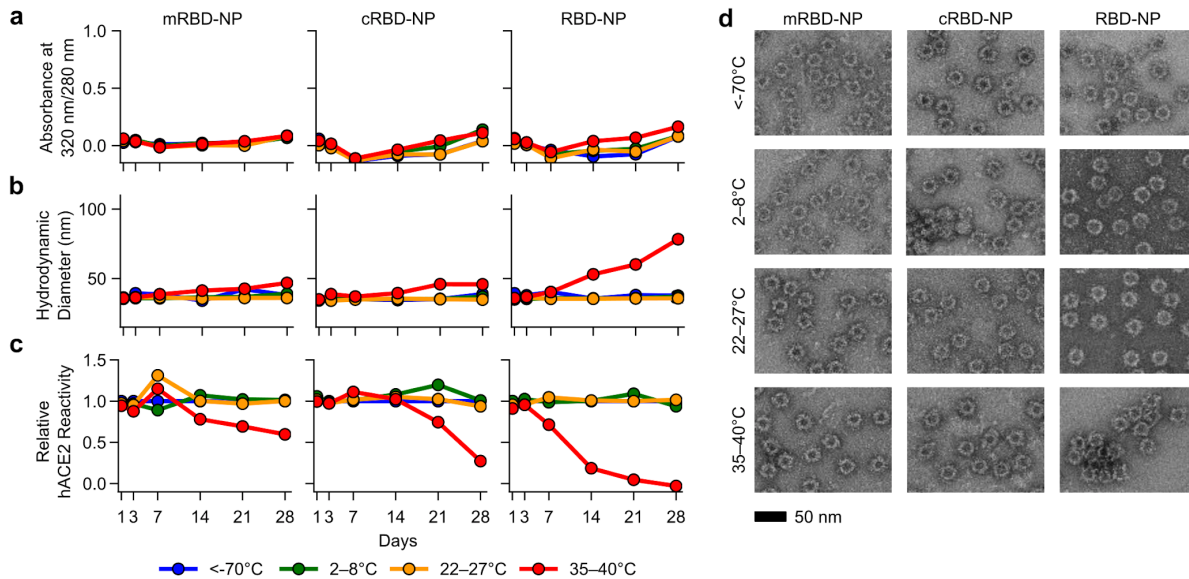 a
mRBD-NP
cRBD-NP
RBD-NP
Absorbance at
320 nm/280 nm
1.0
0.5
0.0
b
Hydrodynamic
Diameter (nm)
100
50
c
Relative
hACE2 Reactivity
1.5
1.0
0.5
0.0
1 3 7 14 21 28
1 3 7 14 21 28
1 3 7 14 21 28
Days
<-70°C
2–8°C
22–27°C
35–40°C
d
mRBD-NP
cRBD-NP
RBD-NP
<-70°C
2–8°C
22–27°C
35–40°C
50 nm